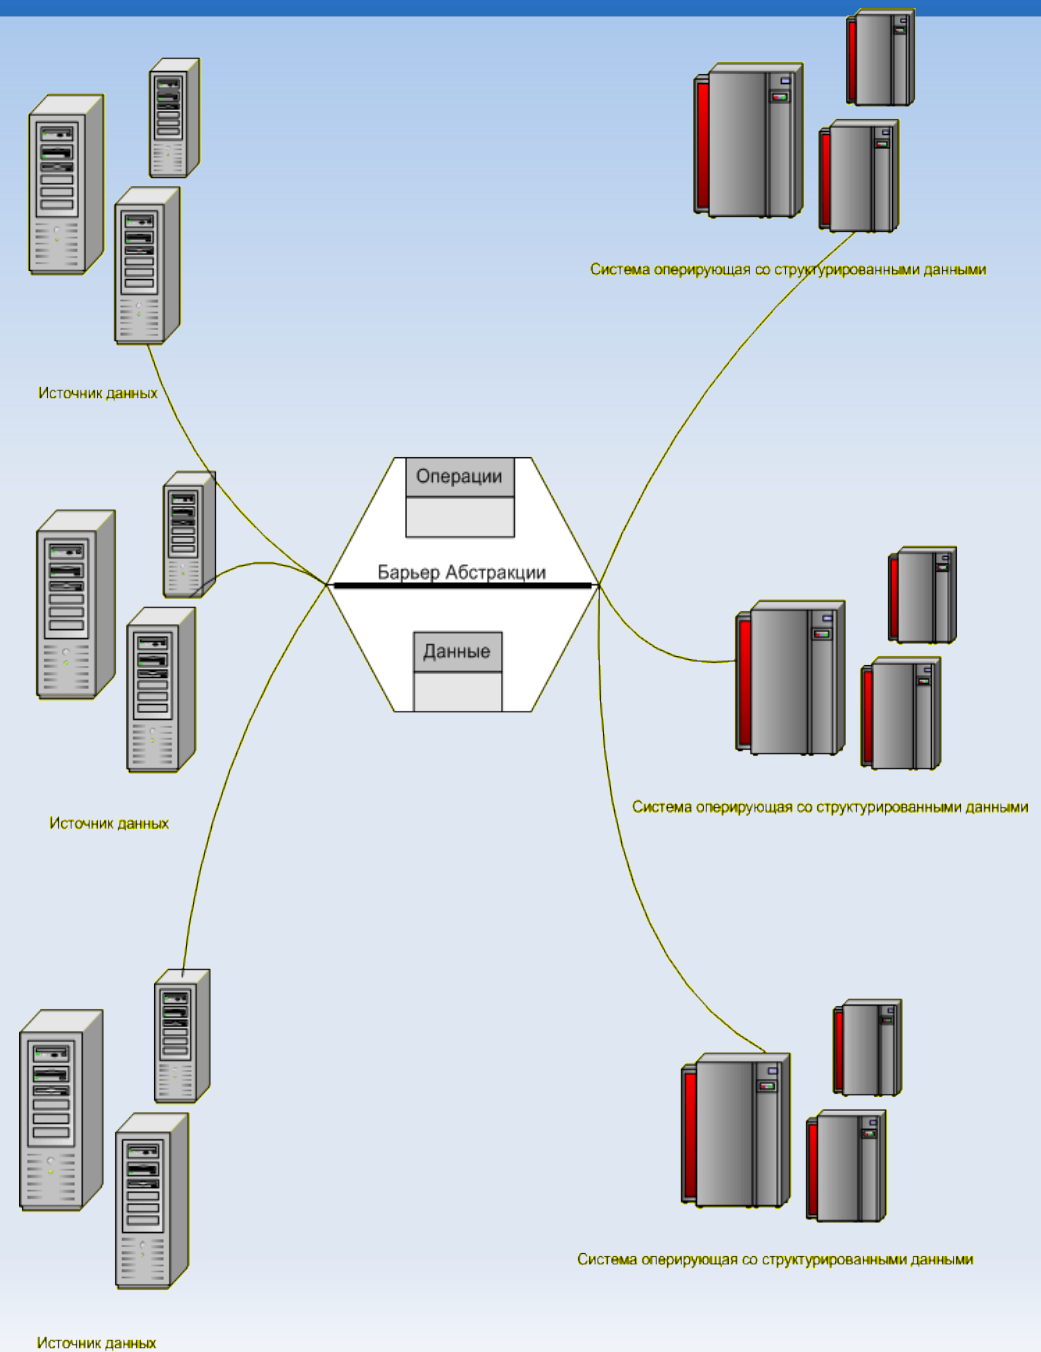 Система оперирующая со структурированными данными
Источник данных
Операции
Барьер Абстракции
Данные
Система оперирующая со структурированными данными
Источник данных
Система оперирующая со структурированными данными
Источник данных